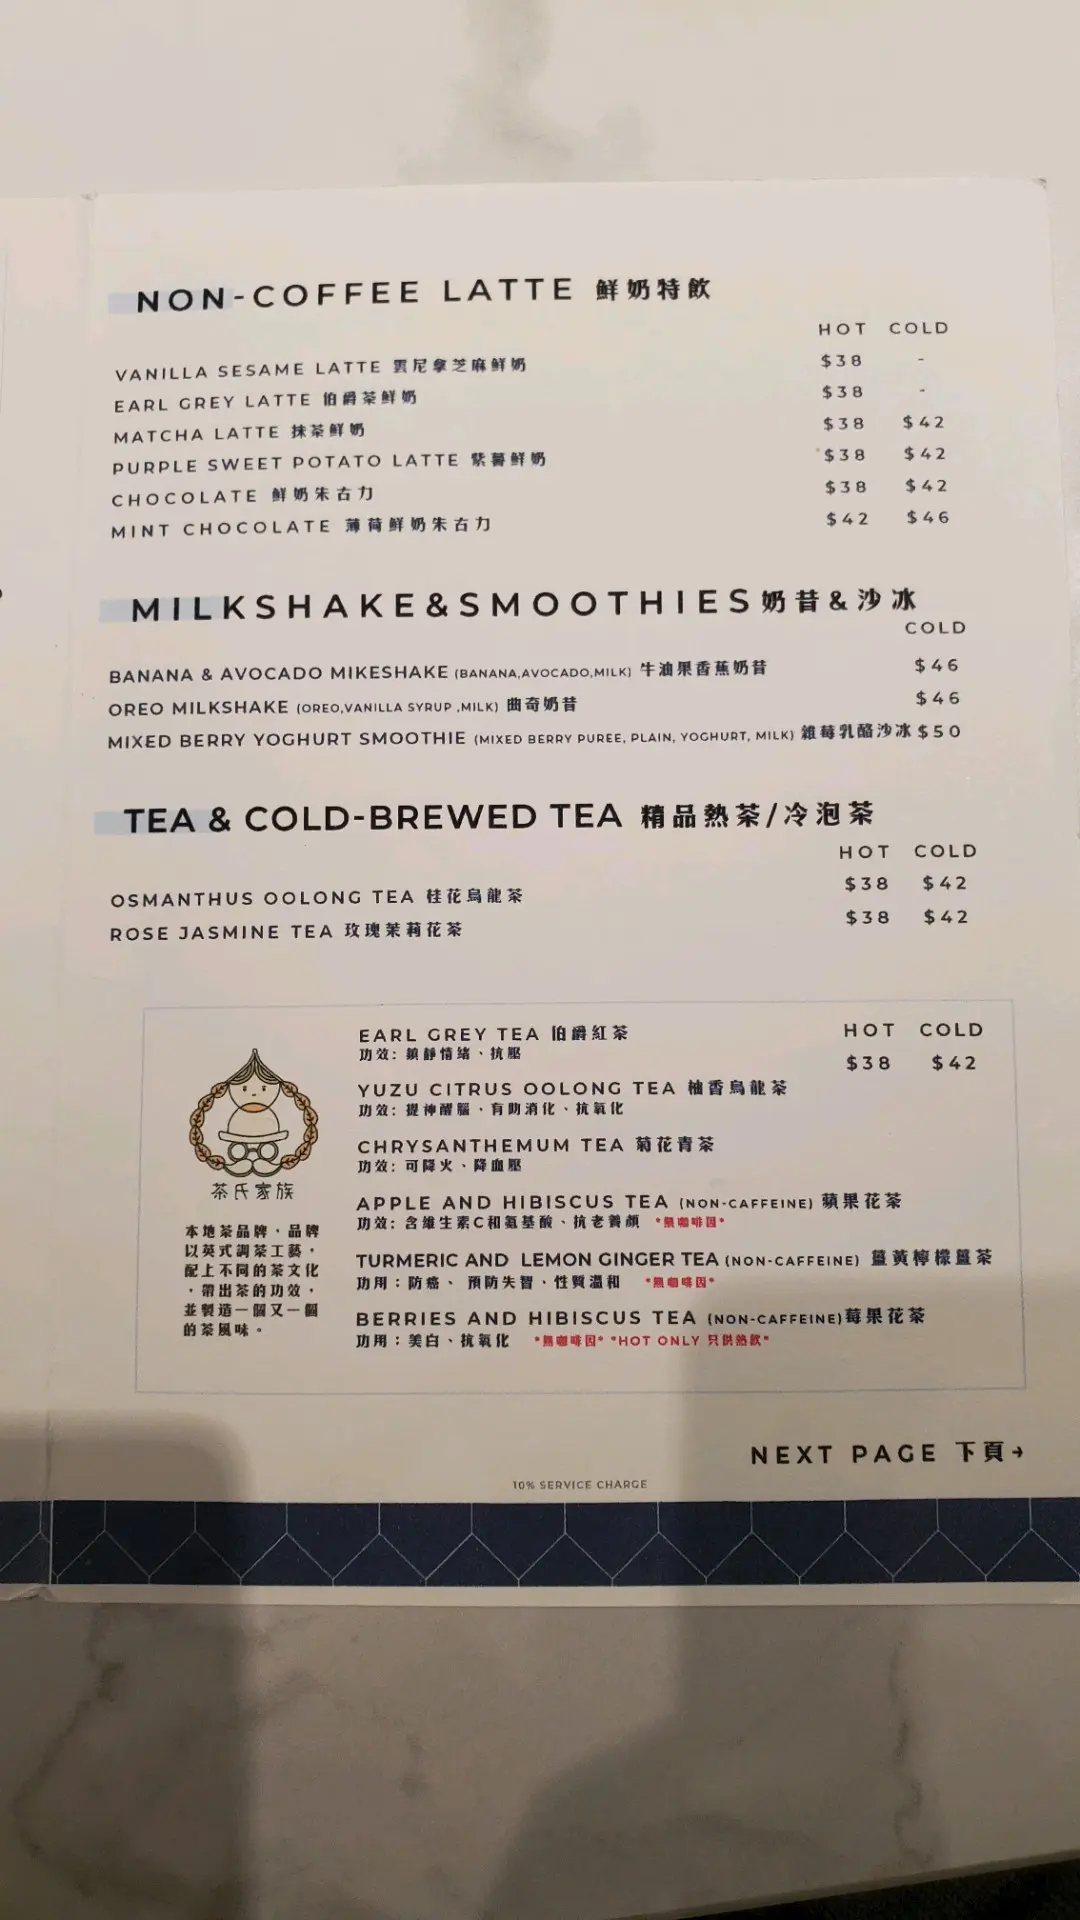 NON-COFFEE LATTE 鮮奶特飲
HOT COLD
VANILLA SESAME LATTE 雲尼拿芝麻鮮奶 $38 -
EARL GREY LATTE 伯爵茶鮮奶 $38 -
MATCHA LATTE 抹茶鮮奶 $38 $42
PURPLE SWEET POTATO LATTE 紫薯鮮奶 $38 $42
CHOCOLATE 鮮奶朱古力 $38 $42
MINT CHOCOLATE 薄荷鮮奶朱古力 $42 $46
MILKSHAKE&SMOOTHIES 奶昔&沙冰
COLD
BANANA & AVOCADO MIKESHAKE (BANANA,AVOCADO,MILK) 牛油果香蕉奶昔 $46
OREO MILKSHAKE (OREO,VANILLA SYRUP ,MILK) 曲奇奶昔 $46
MIXED BERRY YOGHURT SMOOTHIE (MIXED BERRY PUREE, PLAIN, YOGHURT, MILK) 雜莓乳酪沙冰 $50
TEA & COLD-BREWED TEA 精品熱茶/冷泡茶
HOT COLD
OSMANTHUS OOLONG TEA 桂花烏龍茶 $38 $42
ROSE JASMINE TEA 玫瑰茉莉花茶 $38 $42
茶氏家族
本地茶品牌，品牌
以英式調茶工藝，
配上不同的茶文化
，帶出茶的功效，
並製造一個又一個
的茶風味。
HOT COLD
EARL GREY TEA 伯爵紅茶 $38 $42
功效: 鎮靜情緒、抗壓
YUZU CITRUS OOLONG TEA 柚香烏龍茶
功效: 提神醒腦、有助消化、抗氧化
CHRYSANTHEMUM TEA 菊花青茶
功效: 可降火、降血壓
APPLE AND HIBISCUS TEA (NON-CAFFEINE) 蘋果花茶
功效: 含維生素C和氨基酸、抗老養顏 *無咖啡因*
TURMERIC AND LEMON GINGER TEA (NON-CAFFEINE) 薑黃檸檬薑茶
功用：防癌、 預防失智、性質溫和 *無咖啡因*
BERRIES AND HIBISCUS TEA (NON-CAFFEINE)莓果花茶
功用：美白、抗氧化 *無咖啡因* *HOT ONLY 只供熱飲*
NEXT PAGE 下頁→
10% SERVICE CHARGE